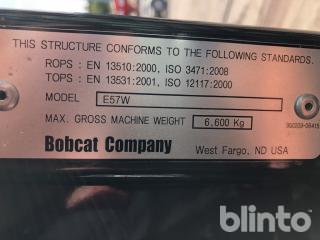 THIS STRUCTURE CONFORMS TO THE FOLLOWING STANDARDS.
ROPS : EN 13510:2000, ISO 3471:2008
TOPS : EN 13531:2001, ISO 12117:2000
MODEL E57W
MAX. GROSS MACHINE WEIGHT 6,600 Kg
Bobcat Company West Fargo, ND USA
blinto